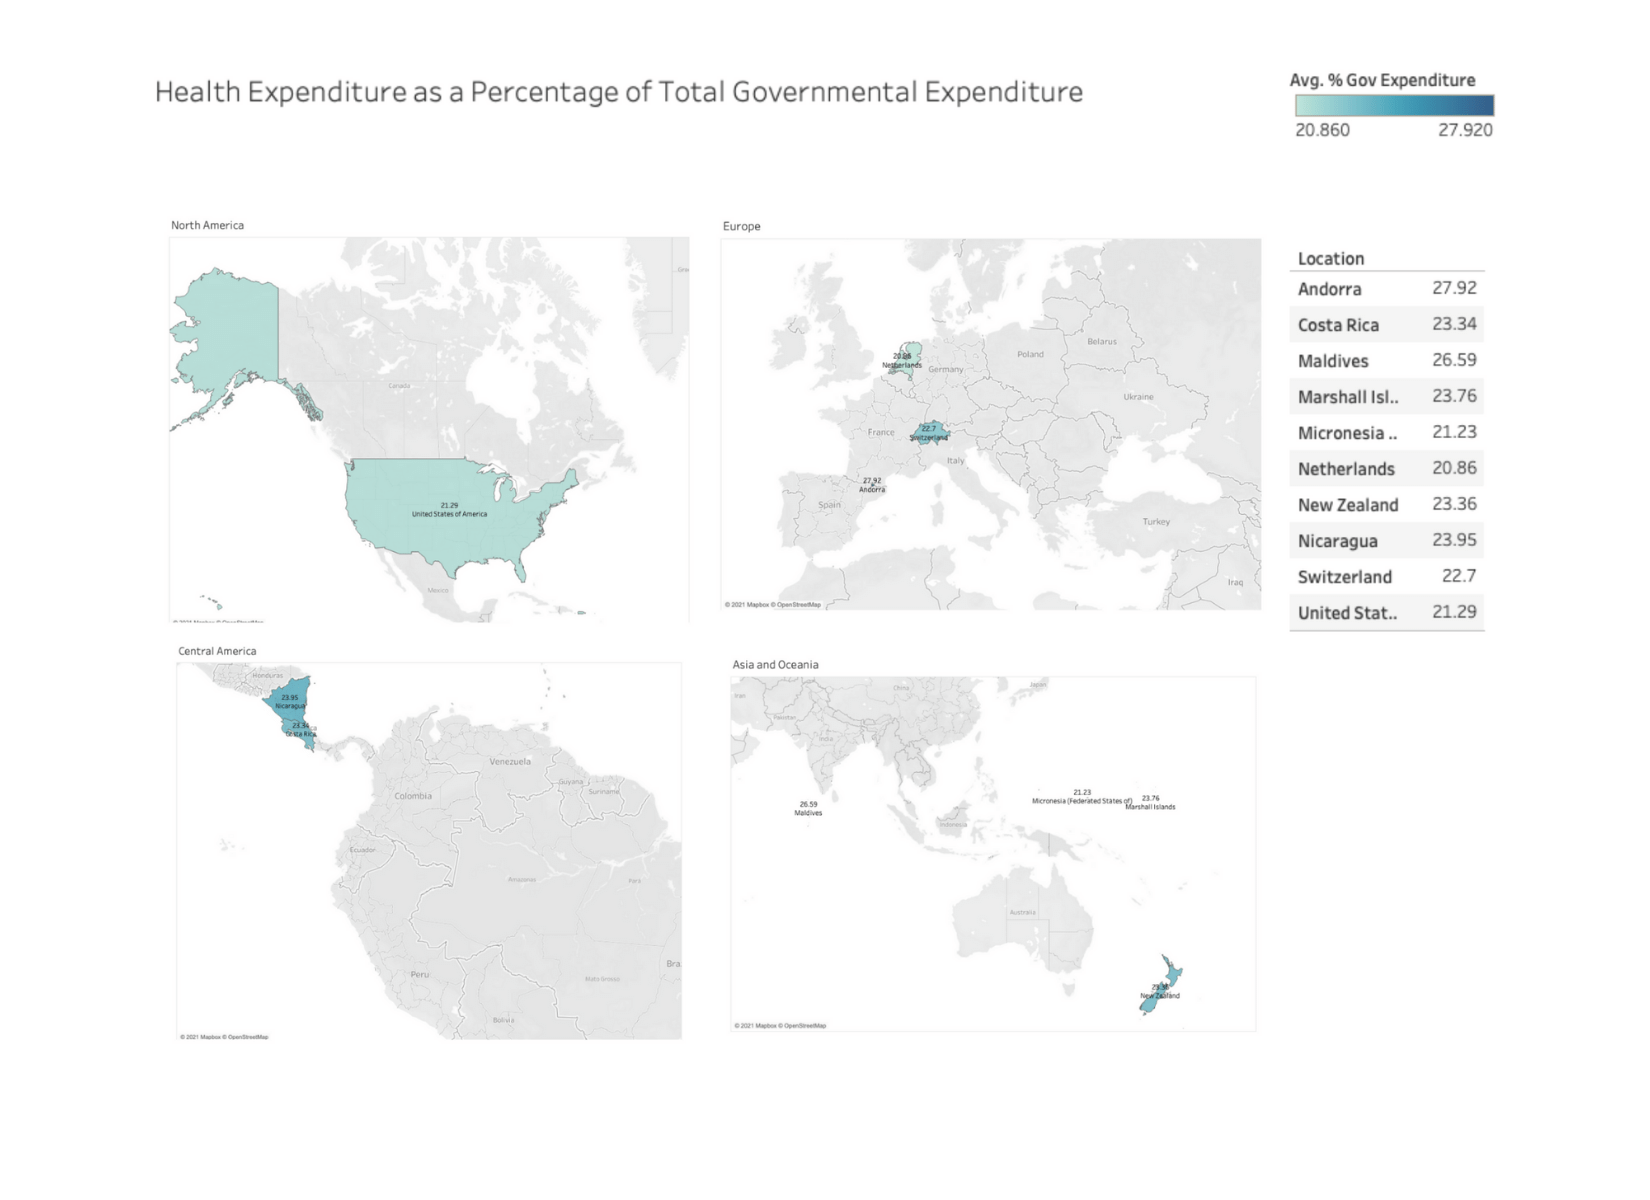 Health Expenditure as a Percentage of Total Governmental Expenditure
Avg. % Gov Expenditure
20.860 27.920
North America
Canada
21.29
United States of America
Mexico
Europe
20.86
Netherlands
Germany
Poland
Belarus
Ukraine
France
22.7
Switzerland
Italy
27.92
Andorra
Spain
Turkey
Iraq
© 2021 Mapbox © OpenStreetMap
Location
Andorra 27.92
Costa Rica 23.34
Maldives 26.59
Marshall Isl.. 23.76
Micronesia .. 21.23
Netherlands 20.86
New Zealand 23.36
Nicaragua 23.95
Switzerland 22.7
United Stat.. 21.29
Central America
Honduras
23.95
Nicaragua
23.34
Costa Rica
Venezuela
Guyana
Suriname
Colombia
Ecuador
Amazonas
Pará
Peru
Bra
Mato Grosso
Bolivia
© 2021 Mapbox © OpenStreetMap
Asia and Oceania
Iran
China
Japan
India
26.59
Maldives
21.23
Micronesia (Federated States of)
23.76
Marshall Islands
Indonesia
Australia
23.36
New Zealand
© 2021 Mapbox © OpenStreetMap